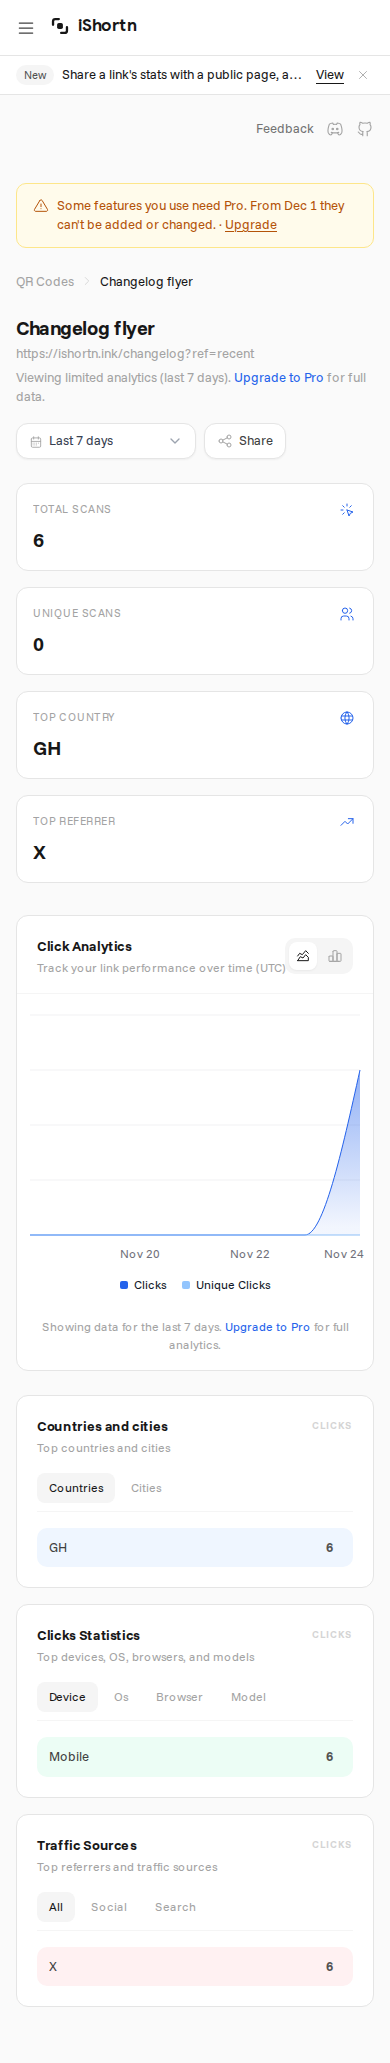 iShortn
New Share a link's stats with a public page, a... View
Feedback
Some features you use need Pro. From Dec 1 they
can't be added or changed. · Upgrade
QR Codes Changelog flyer
Changelog flyer
https://ishortn.ink/changelog?ref=recent
Viewing limited analytics (last 7 days). Upgrade to Pro for full
data.
Last 7 days Share
TOTAL SCANS
6
UNIQUE SCANS
0
TOP COUNTRY
GH
TOP REFERRER
X
Click Analytics
Track your link performance over time (UTC)
Nov 20 Nov 22 Nov 24
Clicks Unique Clicks
Showing data for the last 7 days. Upgrade to Pro for full
analytics.
Countries and cities CLICKS
Top countries and cities
Countries Cities
GH 6
Clicks Statistics CLICKS
Top devices, OS, browsers, and models
Device Os Browser Model
Mobile 6
Traffic Sources CLICKS
Top referrers and traffic sources
All Social Search
X 6